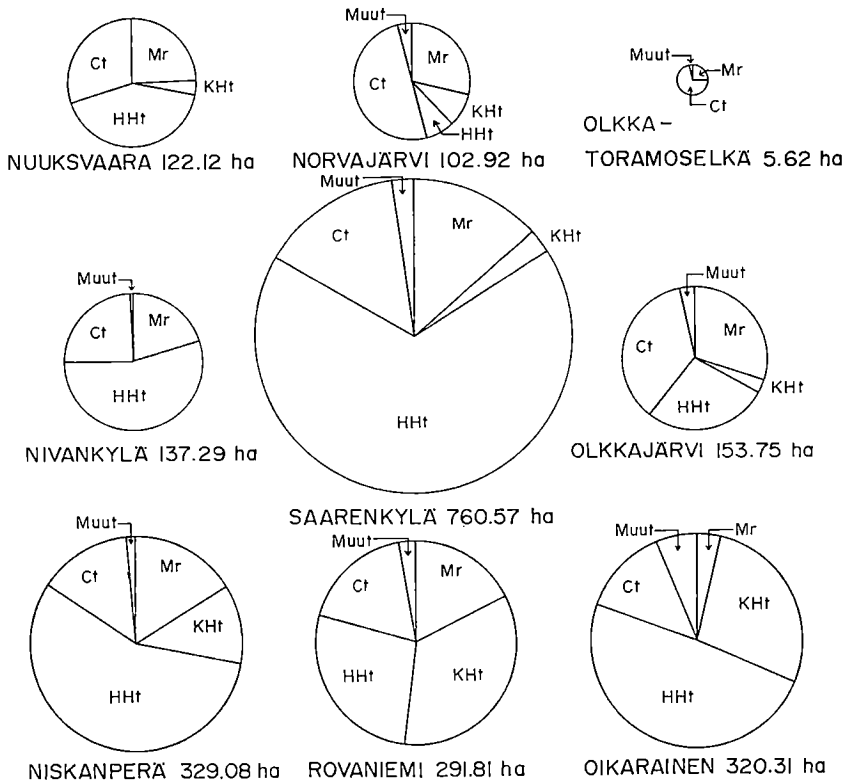 Ct
Mr
KHt
HHt
NUUKSVAARA 122.12 ha
Muut
Mr
Ct
KHt
HHt
NORVAJÄRVI 102.92 ha
Muut
Mr
Ct
OLKKA-
TORAMOSELKÄ 5.62 ha
Muut
Ct
Mr
HHt
NIVANKYLÄ 137.29 ha
Muut
Ct
Mr
KHt
HHt
SAARENKYLÄ 760.57 ha
Muut
Ct
Mr
KHt
HHt
OLKKAJÄRVI 153.75 ha
Muut
Ct
Mr
KHt
HHt
NISKANPERÄ 329.08 ha
Muut
Ct
Mr
HHt
KHt
ROVANIEMI 291.81 ha
Muut
Mr
Ct
KHt
HHt
OIKARAINEN 320.31 ha